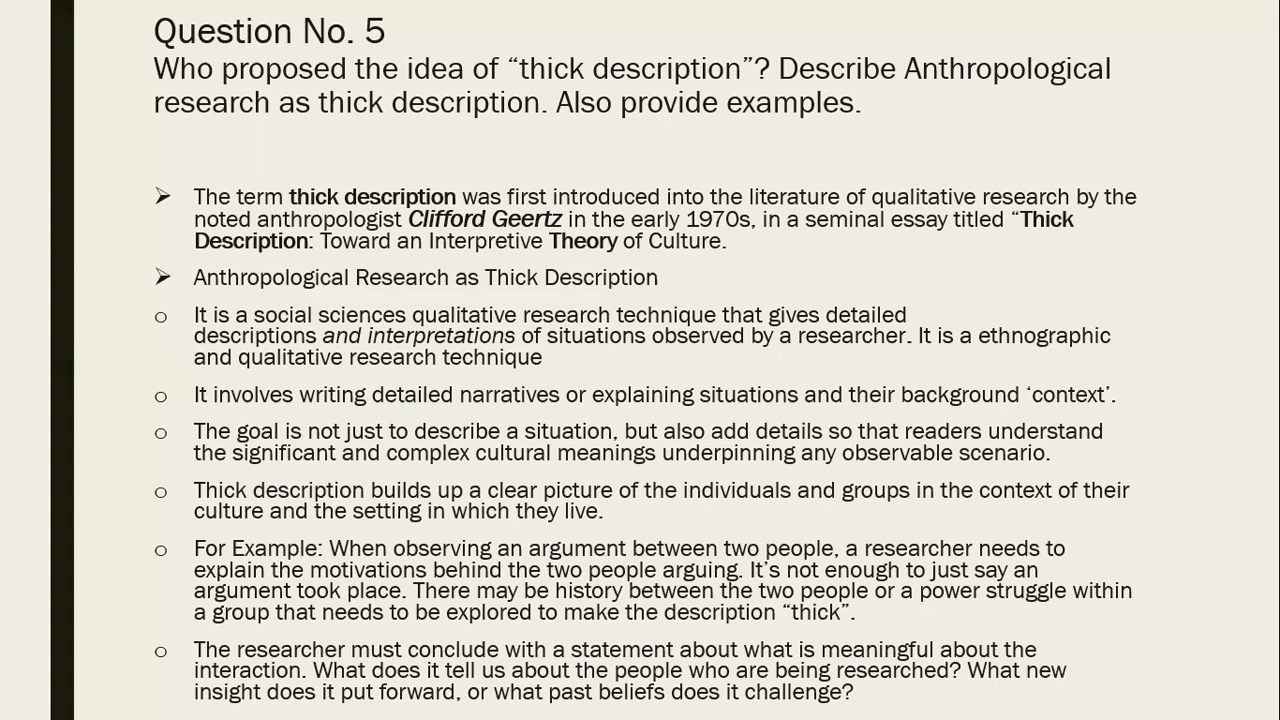 Question No. 5
Who proposed the idea of “thick description”? Describe Anthropological
research as thick description. Also provide examples.
➢ The term thick description was first introduced into the literature of qualitative research by the
noted anthropologist Clifford Geertz in the early 1970s, in a seminal essay titled “Thick
Description: Toward an Interpretive Theory of Culture.
➢ Anthropological Research as Thick Description
o It is a social sciences qualitative research technique that gives detailed
descriptions and interpretations of situations observed by a researcher. It is a ethnographic
and qualitative research technique
o It involves writing detailed narratives or explaining situations and their background ‘context’.
o The goal is not just to describe a situation, but also add details so that readers understand
the significant and complex cultural meanings underpinning any observable scenario.
o Thick description builds up a clear picture of the individuals and groups in the context of their
culture and the setting in which they live.
o For Example: When observing an argument between two people, a researcher needs to
explain the motivations behind the two people arguing. It’s not enough to just say an
argument took place. There may be history between the two people or a power struggle within
a group that needs to be explored to make the description “thick”.
o The researcher must conclude with a statement about what is meaningful about the
interaction. What does it tell us about the people who are being researched? What new
insight does it put forward, or what past beliefs does it challenge?